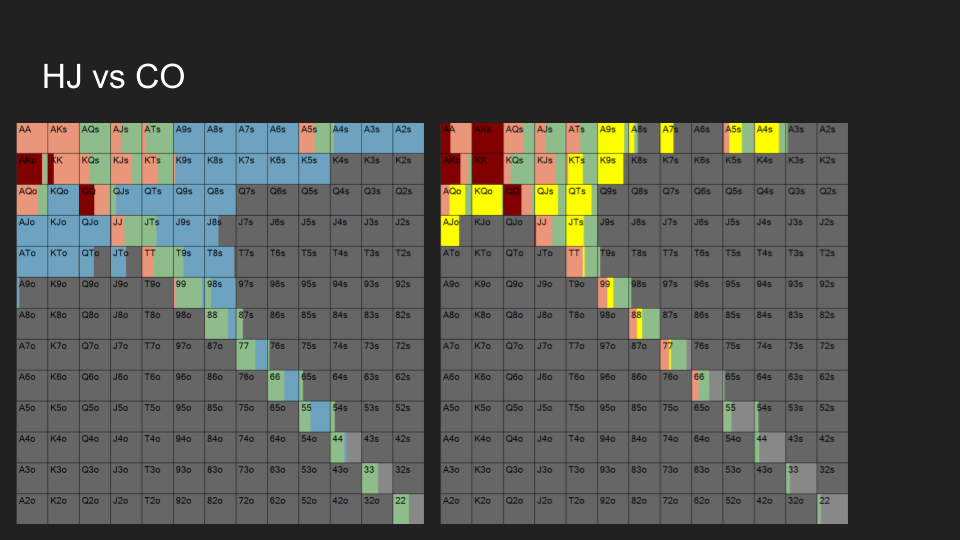 HJ vs CO
AA AKs AQs AJs ATs A9s A8s A7s A6s A5s A4s A3s A2s AA AKs AQs AJs ATs A9s A8s A7s A6s A5s A4s A3s A2s
AKo KK KQs KJs KTs K9s K8s K7s K6s K5s K4s K3s K2s AKo KK KQs KJs KTs K9s K8s K7s K6s K5s K4s K3s K2s
AQo KQo QQ QJs QTs Q9s Q8s Q7s Q6s Q5s Q4s Q3s Q2s AQo KQo QQ QJs QTs Q9s Q8s Q7s Q6s Q5s Q4s Q3s Q2s
AJo KJo QJo JJ JTs J9s J8s J7s J6s J5s J4s J3s J2s AJo KJo QJo JJ JTs J9s J8s J7s J6s J5s J4s J3s J2s
ATo KTo QTo JTo TT T9s T8s T7s T6s T5s T4s T3s T2s ATo KTo QTo JTo TT T9s T8s T7s T6s T5s T4s T3s T2s
A9o K9o Q9o J9o T9o 99 98s 97s 96s 95s 94s 93s 92s A9o K9o Q9o J9o T9o 99 98s 97s 96s 95s 94s 93s 92s
A8o K8o Q8o J8o T8o 98o 88 87s 86s 85s 84s 83s 82s A8o K8o Q8o J8o T8o 98o 88 87s 86s 85s 84s 83s 82s
A7o K7o Q7o J7o T7o 97o 87o 77 76s 75s 74s 73s 72s A7o K7o Q7o J7o T7o 97o 87o 77 76s 75s 74s 73s 72s
A6o K6o Q6o J6o T6o 96o 86o 76o 66 65s 64s 63s 62s A6o K6o Q6o J6o T6o 96o 86o 76o 66 65s 64s 63s 62s
A5o K5o Q5o J5o T5o 95o 85o 75o 65o 55 54s 53s 52s A5o K5o Q5o J5o T5o 95o 85o 75o 65o 55 54s 53s 52s
A4o K4o Q4o J4o T4o 94o 84o 74o 64o 54o 44 43s 42s A4o K4o Q4o J4o T4o 94o 84o 74o 64o 54o 44 43s 42s
A3o K3o Q3o J3o T3o 93o 83o 73o 63o 53o 43o 33 32s A3o K3o Q3o J3o T3o 93o 83o 73o 63o 53o 43o 33 32s
A2o K2o Q2o J2o T2o 92o 82o 72o 62o 52o 42o 32o 22 A2o K2o Q2o J2o T2o 92o 82o 72o 62o 52o 42o 32o 22